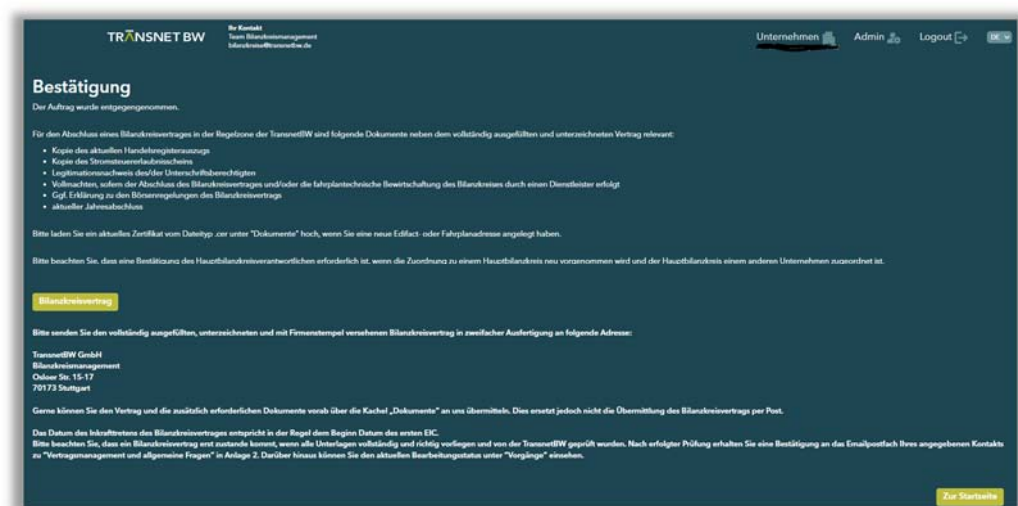 TRANSNET BW
Ihr Kontakt
Team Bilanzkreismanagement
bilanzkreise@transnetbw.de
Unternehmen
Admin
Logout
DE
Bestätigung
Der Auftrag wurde entgegengenommen.
Für den Abschluss eines Bilanzkreisvertrages in der Regelzone der TransnetBW sind folgende Dokumente neben dem vollständig ausgefüllten und unterzeichneten Vertrag relevant:
• Kopie des aktuellen Handelsregisterauszugs
• Kopie des Stromsteuererlaubnisscheins
• Legitimationsnachweis des/der Unterschriftsberechtigten
• Vollmachten, sofern der Abschluss des Bilanzkreisvertrages und/oder die fahrplantechnische Bewirtschaftung des Bilanzkreises durch einen Dienstleister erfolgt
• Ggf. Erklärung zu den Börsenregelungen des Bilanzkreisvertrags
• aktueller Jahresabschluss
Bitte laden Sie ein aktuelles Zertifikat vom Dateityp .cer unter "Dokumente" hoch, wenn Sie eine neue Edifact- oder Fahrplanadresse angelegt haben.
Bitte beachten Sie, dass eine Bestätigung des Hauptbilanzkreisverantwortlichen erforderlich ist, wenn die Zuordnung zu einem Hauptbilanzkreis neu vorgenommen wird und der Hauptbilanzkreis einem anderen Unternehmen zugeordnet ist.
Bilanzkreisvertrag
Bitte senden Sie den vollständig ausgefüllten, unterzeichneten und mit Firmenstempel versehenen Bilanzkreisvertrag in zweifacher Ausfertigung an folgende Adresse:
TransnetBW GmbH
Bilanzkreismanagement
Osloer Str. 15-17
70173 Stuttgart
Gerne können Sie den Vertrag und die zusätzlich erforderlichen Dokumente vorab über die Kachel „Dokumente" an uns übermitteln. Dies ersetzt jedoch nicht die Übermittlung des Bilanzkreisvertrags per Post.
Das Datum des Inkrafttretens des Bilanzkreisvertrages entspricht in der Regel dem Beginn Datum des ersten EIC.
Bitte beachten Sie, dass ein Bilanzkreisvertrag erst zustande kommt, wenn alle Unterlagen vollständig und richtig vorliegen und von der TransnetBW geprüft wurden. Nach erfolgter Prüfung erhalten Sie eine Bestätigung an das Emailpostfach Ihres angegebenen Kontakts
zu "Vertragsmanagement und allgemeine Fragen" in Anlage 2. Darüber hinaus können Sie den aktuellen Bearbeitungsstatus unter "Vorgänge" einsehen.
Zur Startseite